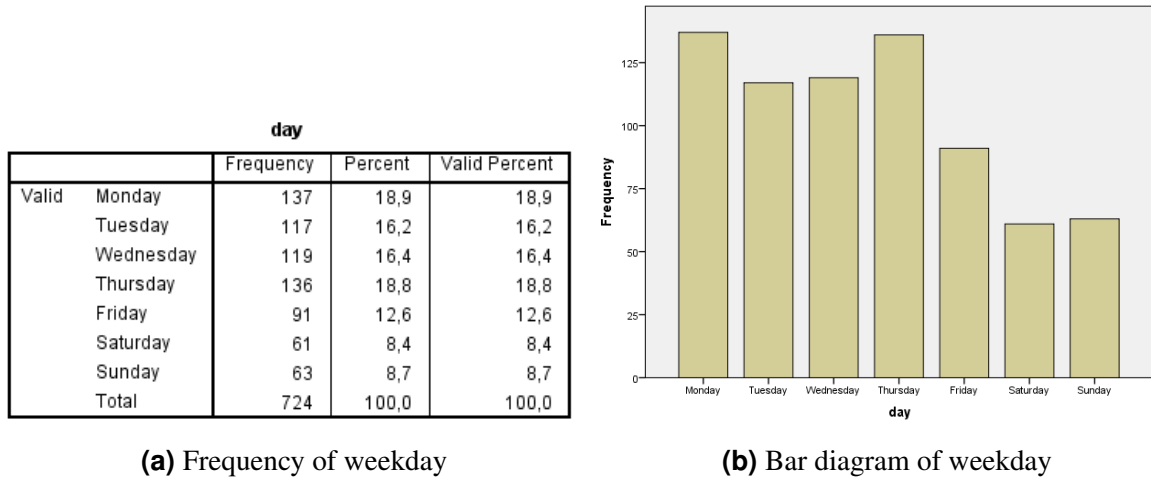 day
Frequency Percent Valid Percent
Valid Monday 137 18,9 18,9
Tuesday 117 16,2 16,2
Wednesday 119 16,4 16,4
Thursday 136 18,8 18,8
Friday 91 12,6 12,6
Saturday 61 8,4 8,4
Sunday 63 8,7 8,7
Total 724 100,0 100,0
(a) Frequency of weekday
Frequency
125
100
75
50
25
0
Monday Tuesday Wednesday Thursday Friday Saturday Sunday
day
(b) Bar diagram of weekday